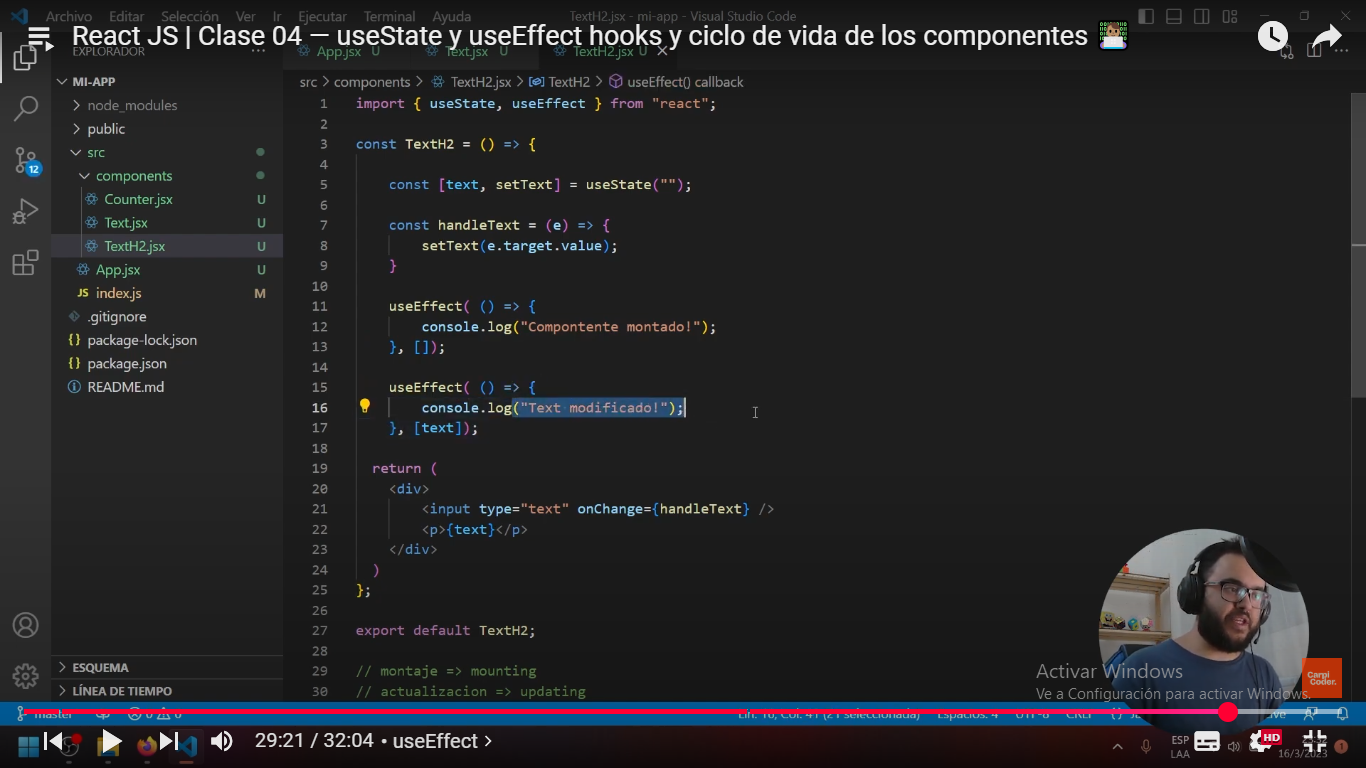 Archivo Editar Selección Ver Ir Ejecutar Terminal Ayuda TextH2.jsx - mi-app - Visual Studio Code
React JS | Clase 04 — useState y useEffect hooks y ciclo de vida de los componentes
EXPLORADOR
App.jsx U Text.jsx U TextH2.jsx U
src > components > TextH2.jsx > TextH2 > useEffect() callback
MI-APP
node_modules
public
src
components
Counter.jsx U
Text.jsx U
TextH2.jsx U
App.jsx U
JS index.js M
.gitignore
{} package-lock.json
{} package.json
README.md
12
1 import { useState, useEffect } from "react";
2
3 const TextH2 = () => {
4
5 const [text, setText] = useState("");
6
7 const handleText = (e) => {
8 setText(e.target.value);
9 }
10
11 useEffect( () => {
12 console.log("Compontente montado!");
13 }, []);
14
15 useEffect( () => {
16 console.log("Text modificado!");
17 }, [text]);
18
19 return (
20 <div>
21 <input type="text" onChange={handleText} />
22 <p>{text}</p>
23 </div>
24 )
25 };
26
27 export default TextH2;
28
29 // montaje => mounting
30 // actualizacion => updating
ESQUEMA
LÍNEA DE TIEMPO
Activar Windows
Ve a Configuración para activar Windows.
Carpi
Coder.
master 0 0 Lín. 16, Col. 41 (21 seleccionada) Espacios: 4 UTF-8 CRLF
29:21 / 32:04 • useEffect >
ESP
LAA
HD
16/3/2023
1